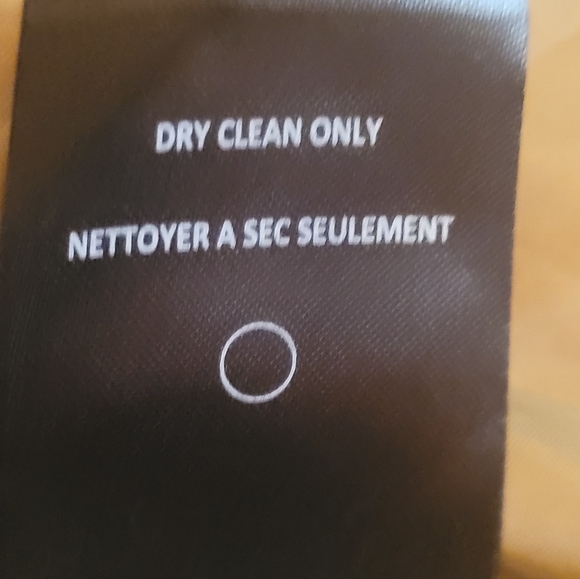 DRY CLEAN ONLY
NETTOYER A SEC SEULEMENT